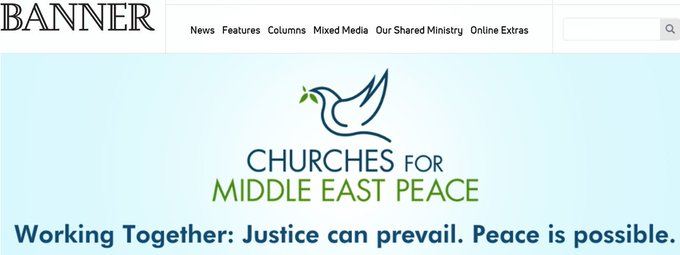 BANNER
News Features Columns Mixed Media Our Shared Ministry Online Extras
CHURCHES FOR
MIDDLE EAST PEACE
Working Together: Justice can prevail. Peace is possible.